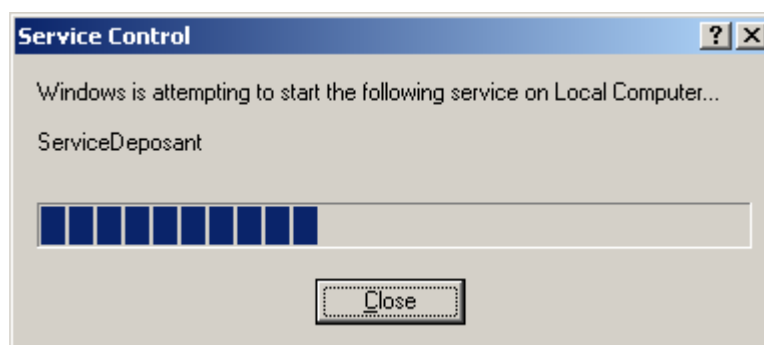 Service Control
Windows is attempting to start the following service on Local Computer...
ServiceDeposant
Close